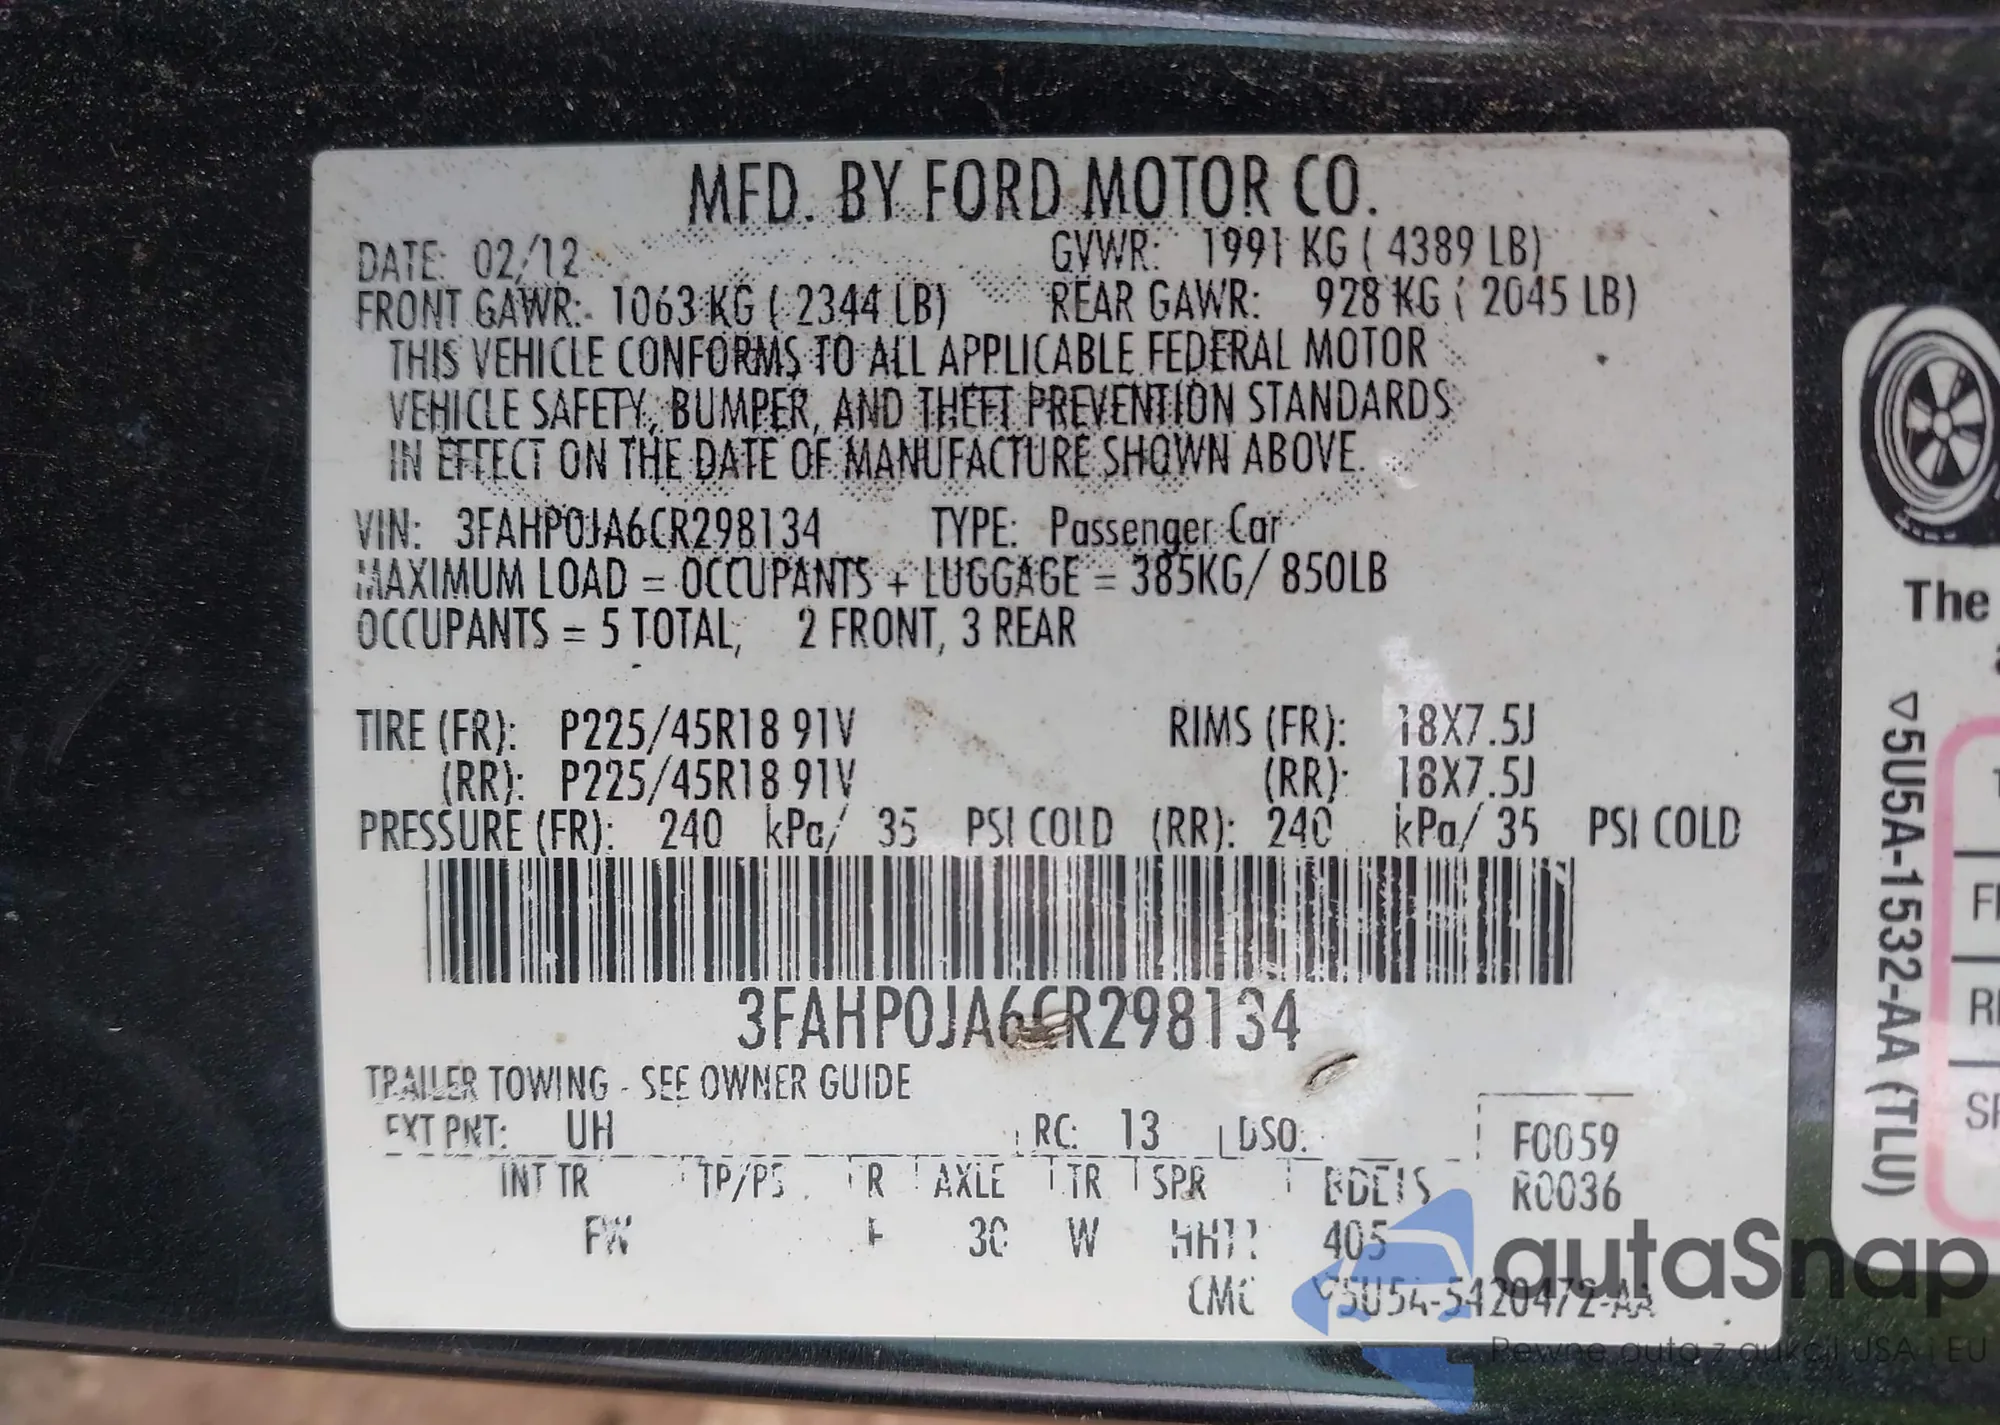 MFD. BY FORD MOTOR CO.
DATE: 02/12 GVWR: 1991 KG ( 4389 LB)
FRONT GAWR: 1063 KG ( 2344 LB) REAR GAWR: 928 KG ( 2045 LB)
THIS VEHICLE CONFORMS TO ALL APPLICABLE FEDERAL MOTOR
VEHICLE SAFETY, BUMPER, AND THEFT PREVENTION STANDARDS
IN EFFECT ON THE DATE OF MANUFACTURE SHOWN ABOVE.
VIN: 3FAHP0JA6CR298134 TYPE: Passenger Car
MAXIMUM LOAD = OCCUPANTS + LUGGAGE = 385KG/ 850LB
OCCUPANTS = 5 TOTAL, 2 FRONT, 3 REAR
TIRE (FR): P225/45R18 91V RIMS (FR): 18X7.5J
(RR): P225/45R18 91V (RR): 18X7.5J
PRESSURE (FR): 240 kPa/ 35 PSI COLD (RR): 240 kPa/ 35 PSI COLD
3FAHP0JA6CR298134
TRAILER TOWING - SEE OWNER GUIDE
EXT PNT: UH RC: 13 DSO:
F0059
INT TR TP/PS R AXLE TR SPR
R0036
FW 30 W 405
CMC
The
5U5A-1532-AA (TLU)
autaSnap
Pewne auta z aukcji USA i EU